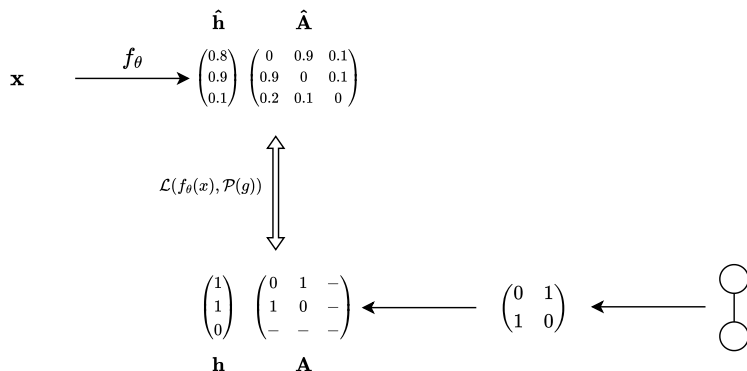 ĥ Â
x
f_θ
(0.8 0.9 0.1)
0 0.9 0.1
0.9 0 0.1
0.2 0.1 0
ℒ(f_θ(x), 𝒫(g))
(1 1 0)
0 1 −
1 0 −
− − −
0 1
1 0
h A